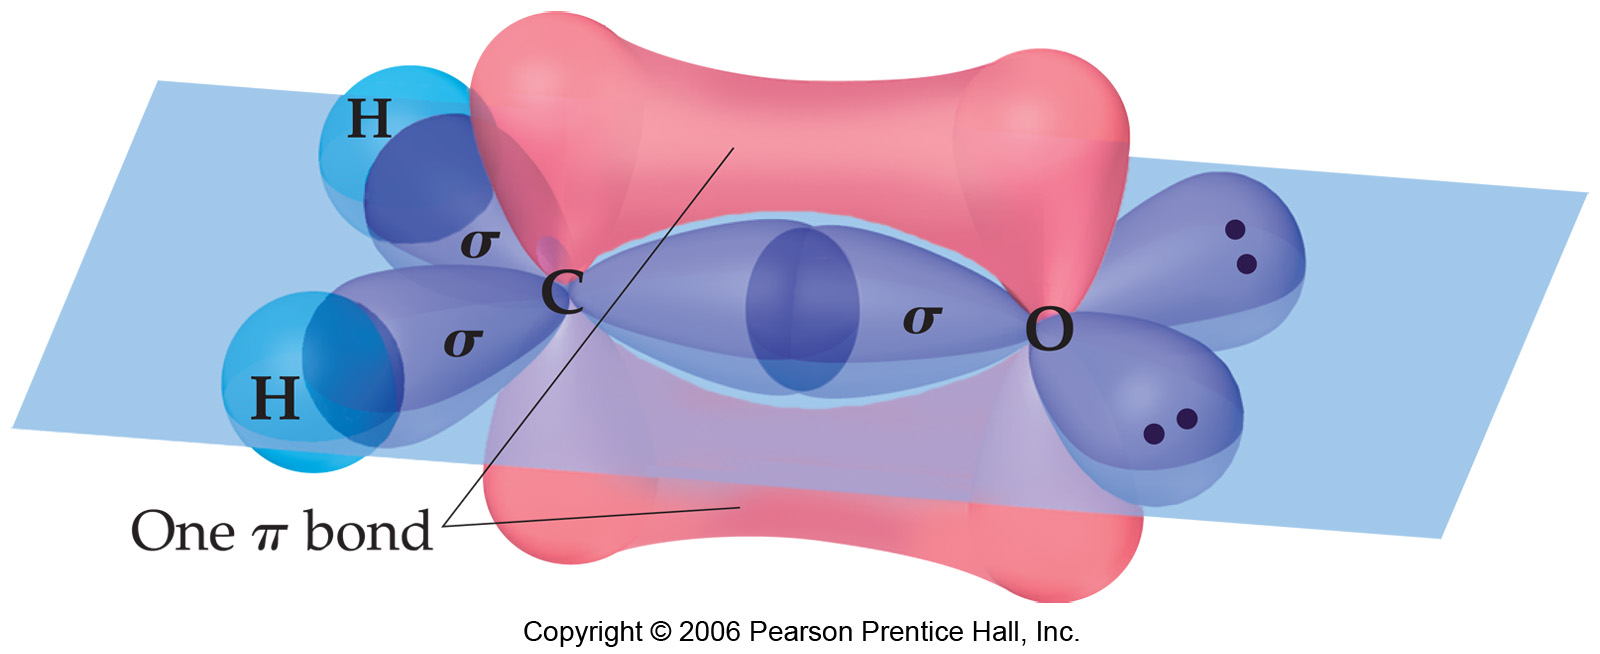 H
σ
C
σ
O
σ
H
One π bond
Copyright © 2006 Pearson Prentice Hall, Inc.